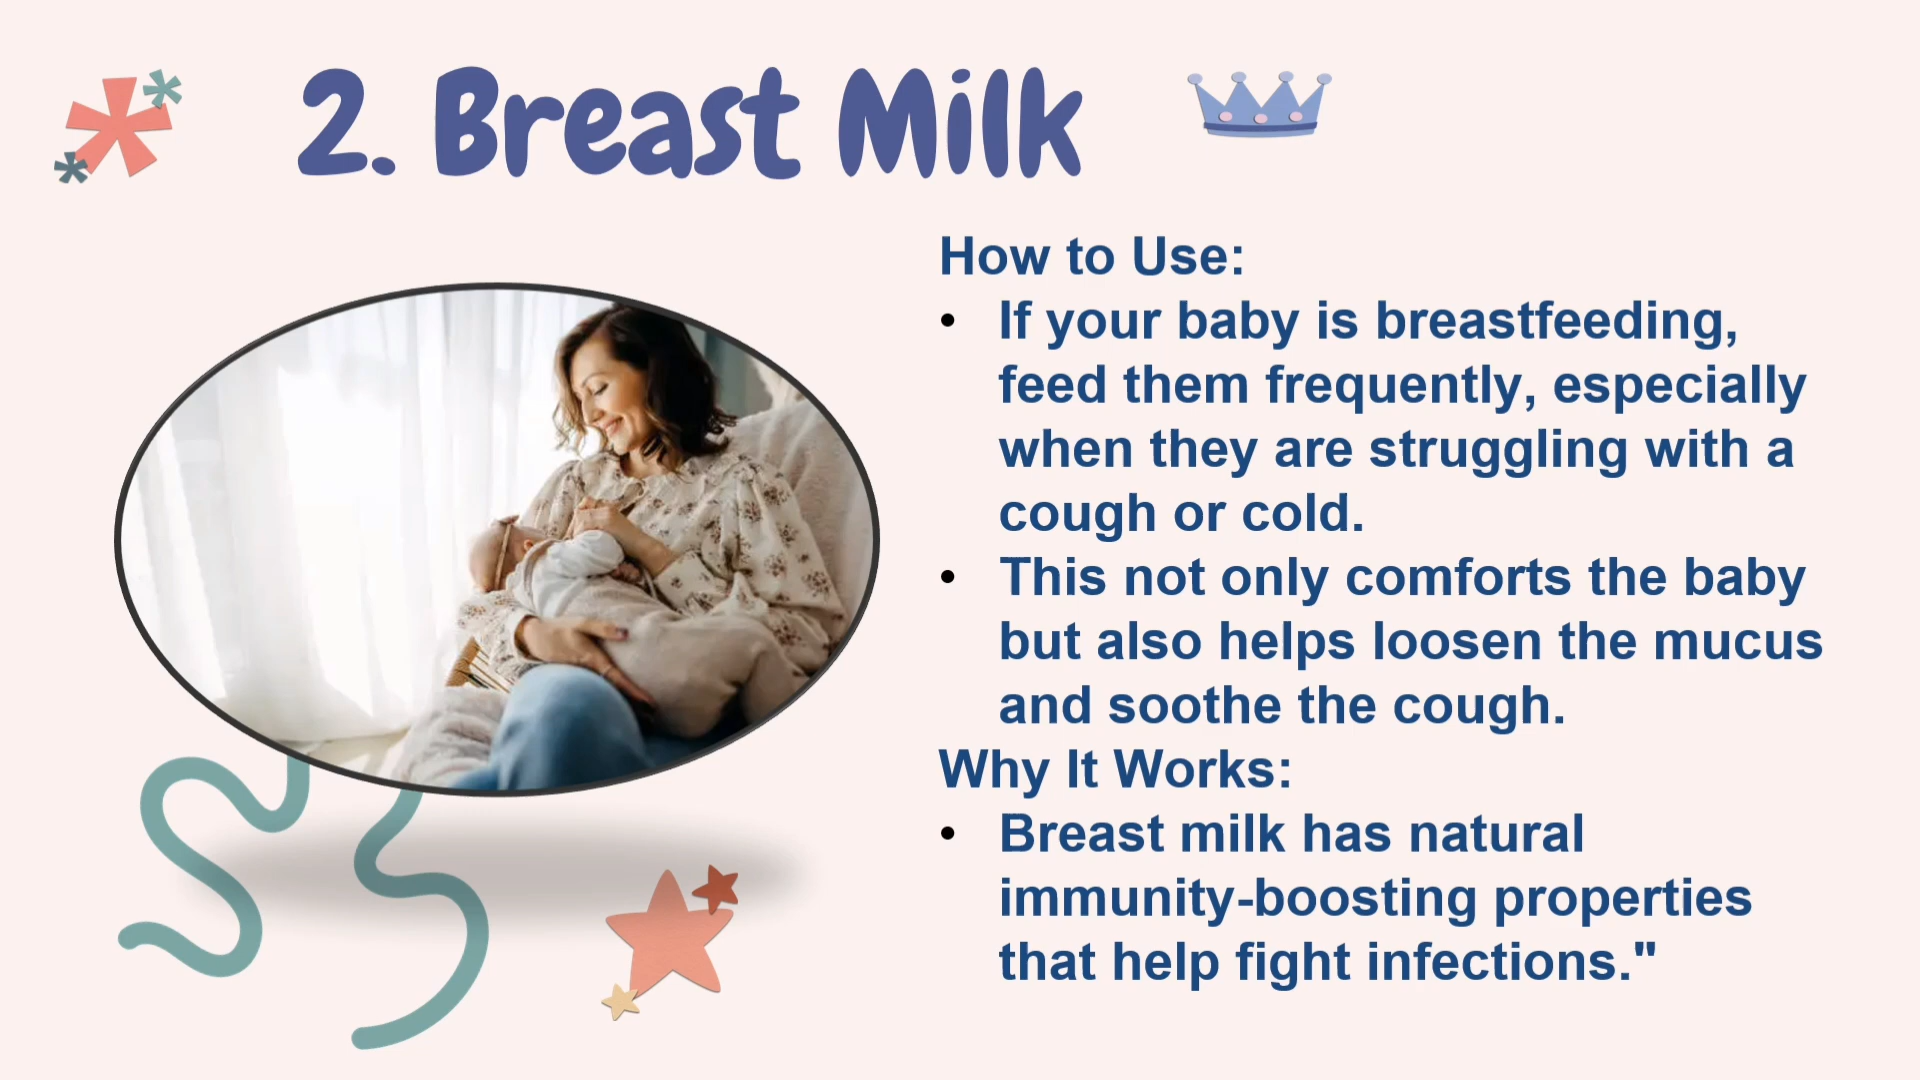 2. Breast Milk
How to Use:
• If your baby is breastfeeding,
feed them frequently, especially
when they are struggling with a
cough or cold.
• This not only comforts the baby
but also helps loosen the mucus
and soothe the cough.
Why It Works:
• Breast milk has natural
immunity-boosting properties
that help fight infections."